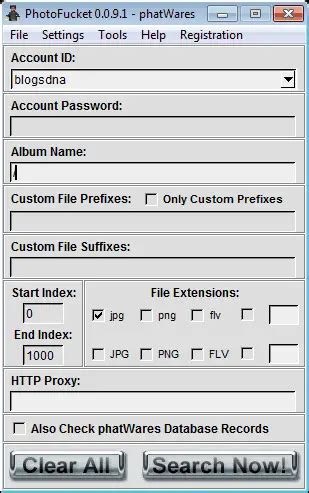 PhotoFucket 0.0.9.1 - phatWares
File Settings Tools Help Registration
Account ID:
blogsdna
Account Password:
Album Name:
/
Custom File Prefixes: Only Custom Prefixes
Custom File Suffixes:
Start Index:
0
End Index:
1000
File Extensions:
jpg png flv
JPG PNG FLV
HTTP Proxy:
Also Check phatWares Database Records
Clear All Search Now!